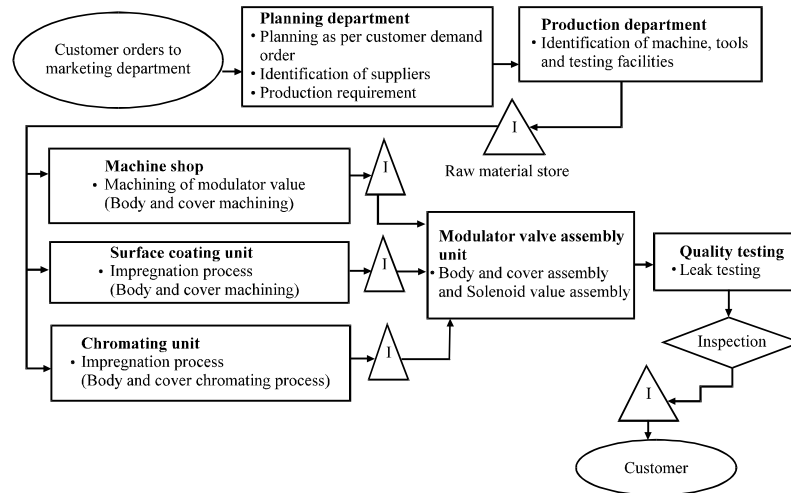 Customer orders to
marketing department
Planning department
• Planning as per customer demand
order
• Identification of suppliers
• Production requirement
Production department
• Identification of machine, tools
and testing facilities
I
Raw material store
Machine shop
• Machining of modulator value
(Body and cover machining)
I
Surface coating unit
• Impregnation process
(Body and cover machining)
I
Chromating unit
• Impregnation process
(Body and cover chromating process)
I
Modulator valve assembly
unit
• Body and cover assembly
and Solenoid value assembly
Quality testing
• Leak testing
Inspection
I
Customer